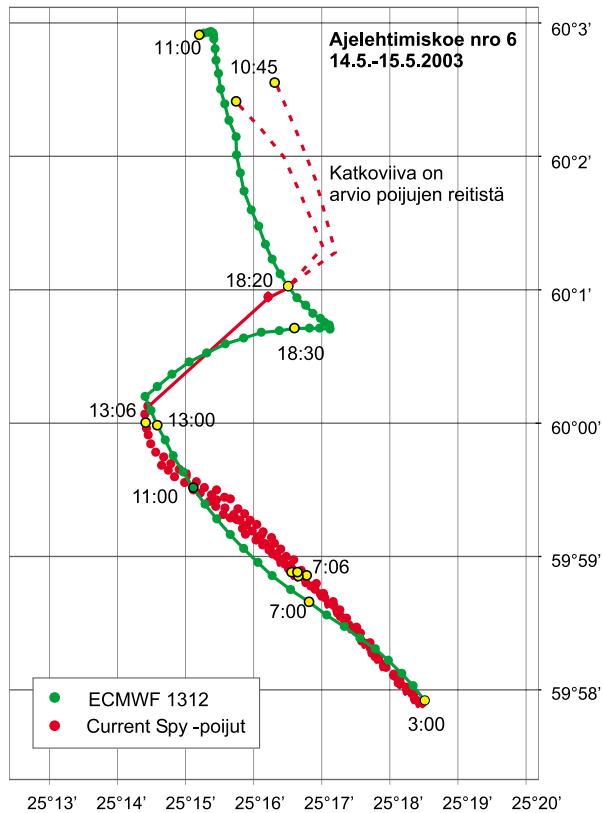 60°3'
Ajelehtimiskoe nro 6
14.5.-15.5.2003
11:00
10:45
60°2'
Katkoviiva on
arvio poijujen reitistä
18:20
60°1'
18:30
13:06
13:00
60°00'
11:00
7:06
59°59'
7:00
59°58'
ECMWF 1312
Current Spy -poijut
3:00
25°13' 25°14' 25°15' 25°16' 25°17' 25°18' 25°19' 25°20'